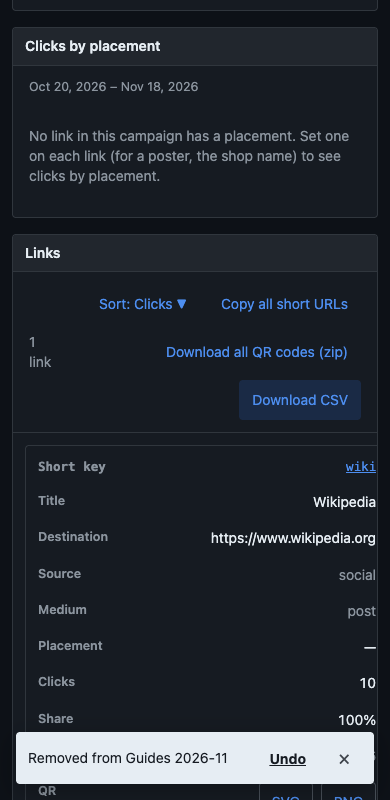 Clicks by placement
Oct 20, 2026 – Nov 18, 2026
No link in this campaign has a placement. Set one
on each link (for a poster, the shop name) to see
clicks by placement.
Links
Sort: Clicks ▼ Copy all short URLs
1
link
Download all QR codes (zip)
Download CSV
Short key wiki
Title Wikipedia
Destination https://www.wikipedia.org
Source social
Medium post
Placement —
Clicks 10
Share 100%
Removed from Guides 2026-11 Undo ✕
QR SVG PNG